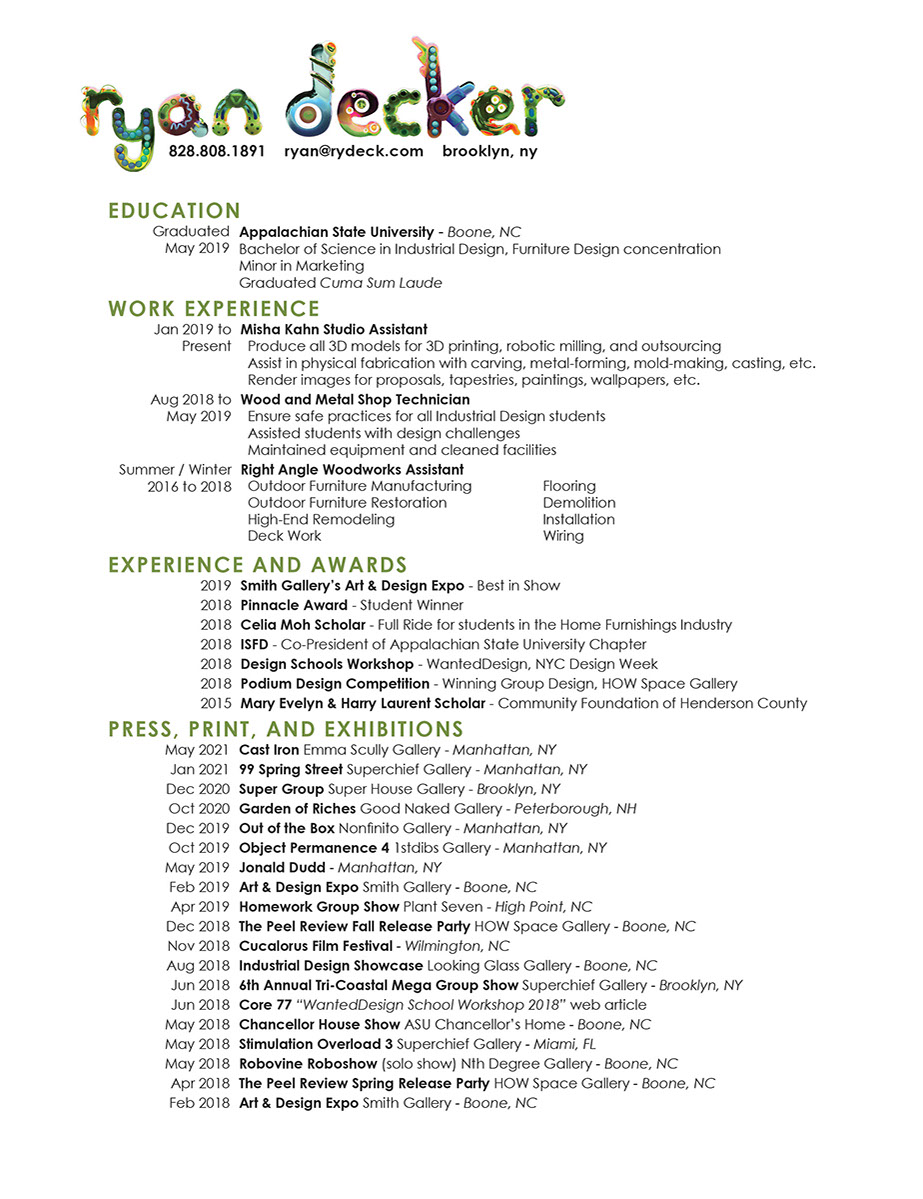 ryan decker
828.808.1891 ryan@rydeck.com brooklyn, ny
EDUCATION
Graduated Appalachian State University - Boone, NC
May 2019 Bachelor of Science in Industrial Design, Furniture Design concentration
Minor in Marketing
Graduated Cuma Sum Laude
WORK EXPERIENCE
Jan 2019 to Misha Kahn Studio Assistant
Present Produce all 3D models for 3D printing, robotic milling, and outsourcing
Assist in physical fabrication with carving, metal-forming, mold-making, casting, etc.
Render images for proposals, tapestries, paintings, wallpapers, etc.
Aug 2018 to Wood and Metal Shop Technician
May 2019 Ensure safe practices for all Industrial Design students
Assisted students with design challenges
Maintained equipment and cleaned facilities
Summer / Winter Right Angle Woodworks Assistant
2016 to 2018 Outdoor Furniture Manufacturing Flooring
Outdoor Furniture Restoration Demolition
High-End Remodeling Installation
Deck Work Wiring
EXPERIENCE AND AWARDS
2019 Smith Gallery's Art & Design Expo - Best in Show
2018 Pinnacle Award - Student Winner
2018 Celia Moh Scholar - Full Ride for students in the Home Furnishings Industry
2018 ISFD - Co-President of Appalachian State University Chapter
2018 Design Schools Workshop - WantedDesign, NYC Design Week
2018 Podium Design Competition - Winning Group Design, HOW Space Gallery
2015 Mary Evelyn & Harry Laurent Scholar - Community Foundation of Henderson County
PRESS, PRINT, AND EXHIBITIONS
May 2021 Cast Iron Emma Scully Gallery - Manhattan, NY
Jan 2021 99 Spring Street Superchief Gallery - Manhattan, NY
Dec 2020 Super Group Super House Gallery - Brooklyn, NY
Oct 2020 Garden of Riches Good Naked Gallery - Peterborough, NH
Dec 2019 Out of the Box Nonfinito Gallery - Manhattan, NY
Oct 2019 Object Permanence 4 1stdibs Gallery - Manhattan, NY
May 2019 Jonald Dudd - Manhattan, NY
Feb 2019 Art & Design Expo Smith Gallery - Boone, NC
Apr 2019 Homework Group Show Plant Seven - High Point, NC
Dec 2018 The Peel Review Fall Release Party HOW Space Gallery - Boone, NC
Nov 2018 Cucalorus Film Festival - Wilmington, NC
Aug 2018 Industrial Design Showcase Looking Glass Gallery - Boone, NC
Jun 2018 6th Annual Tri-Coastal Mega Group Show Superchief Gallery - Brooklyn, NY
Jun 2018 Core 77 “WantedDesign School Workshop 2018” web article
May 2018 Chancellor House Show ASU Chancellor's Home - Boone, NC
May 2018 Stimulation Overload 3 Superchief Gallery - Miami, FL
May 2018 Robovine Roboshow (solo show) Nth Degree Gallery - Boone, NC
Apr 2018 The Peel Review Spring Release Party HOW Space Gallery - Boone, NC
Feb 2018 Art & Design Expo Smith Gallery - Boone, NC